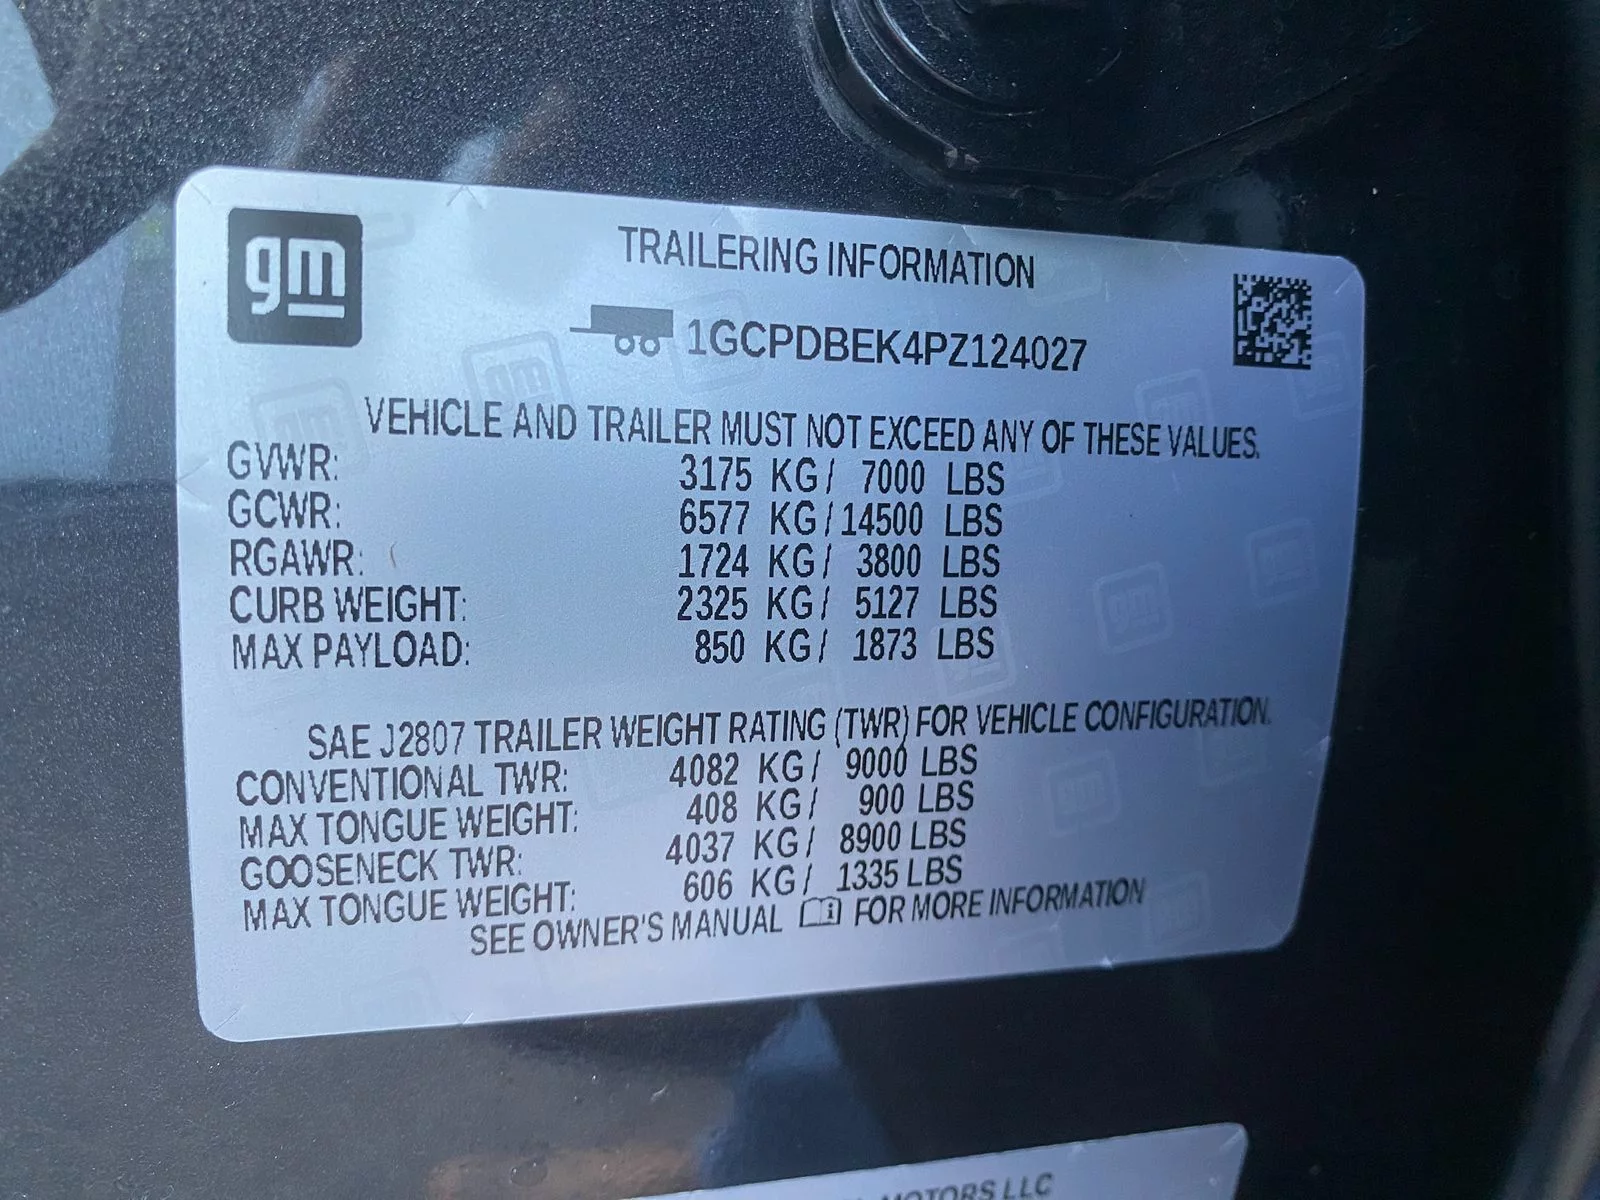 gm
TRAILERING INFORMATION
1GCPDBEK4PZ124027
VEHICLE AND TRAILER MUST NOT EXCEED ANY OF THESE VALUES.
GVWR: 3175 KG/ 7000 LBS
GCWR: 6577 KG/14500 LBS
RGAWR: 1724 KG/ 3800 LBS
CURB WEIGHT: 2325 KG/ 5127 LBS
MAX PAYLOAD: 850 KG/ 1873 LBS
SAE J2807 TRAILER WEIGHT RATING (TWR) FOR VEHICLE CONFIGURATION.
CONVENTIONAL TWR: 4082 KG/ 9000 LBS
MAX TONGUE WEIGHT: 408 KG/ 900 LBS
GOOSENECK TWR: 4037 KG/ 8900 LBS
MAX TONGUE WEIGHT: 606 KG/ 1335 LBS
SEE OWNER'S MANUAL FOR MORE INFORMATION
MOTORS LLC